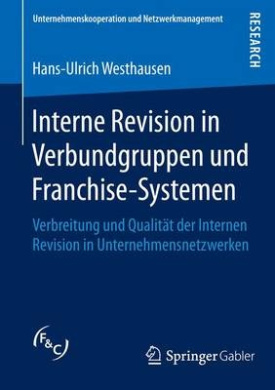 Unternehmenskooperation und Netzwerkmanagement
RESEARCH
Hans-Ulrich Westhausen
Interne Revision in
Verbundgruppen und
Franchise-Systemen
Verbreitung und Qualität der Internen
Revision in Unternehmensnetzwerken
(F&C)
Springer Gabler